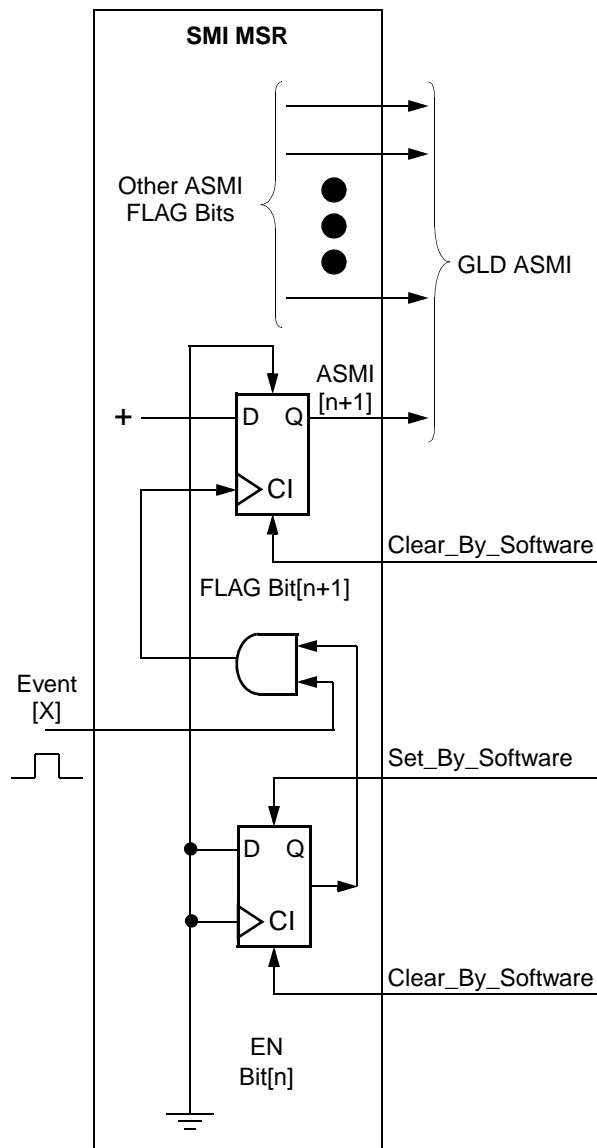 SMI MSR
Other ASMI
FLAG Bits
GLD ASMI
ASMI
[n+1]
+
D Q
CI
Clear_By_Software
FLAG Bit[n+1]
Event
[X]
Set_By_Software
D Q
CI
Clear_By_Software
EN
Bit[n]